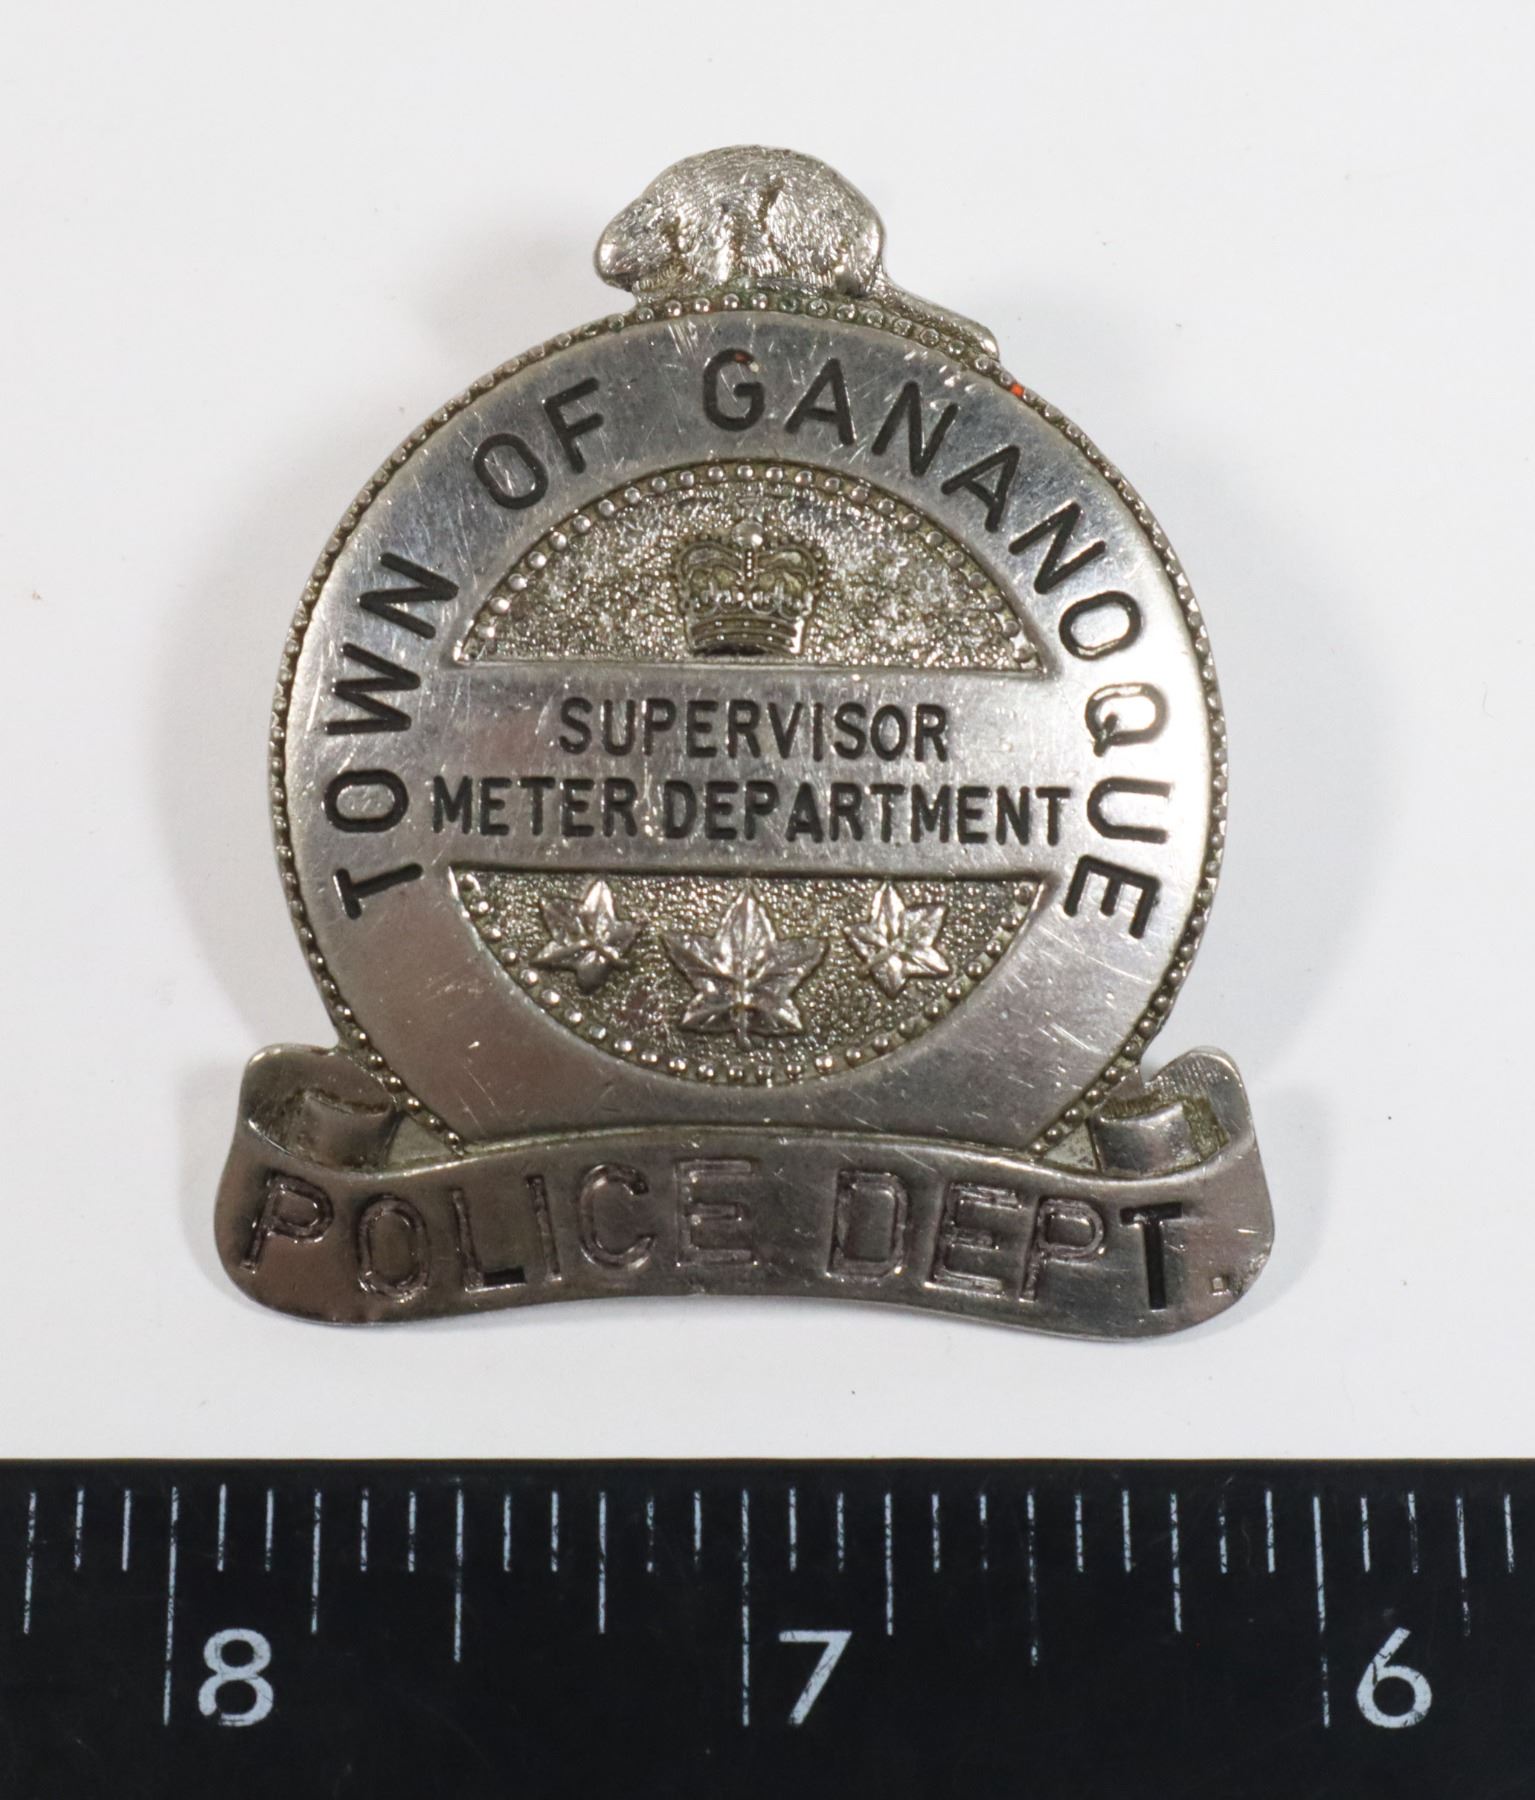 TOWN OF GANANOQUE
SUPERVISOR
METER DEPARTMENT
POLICE DEPT.
8 7 6